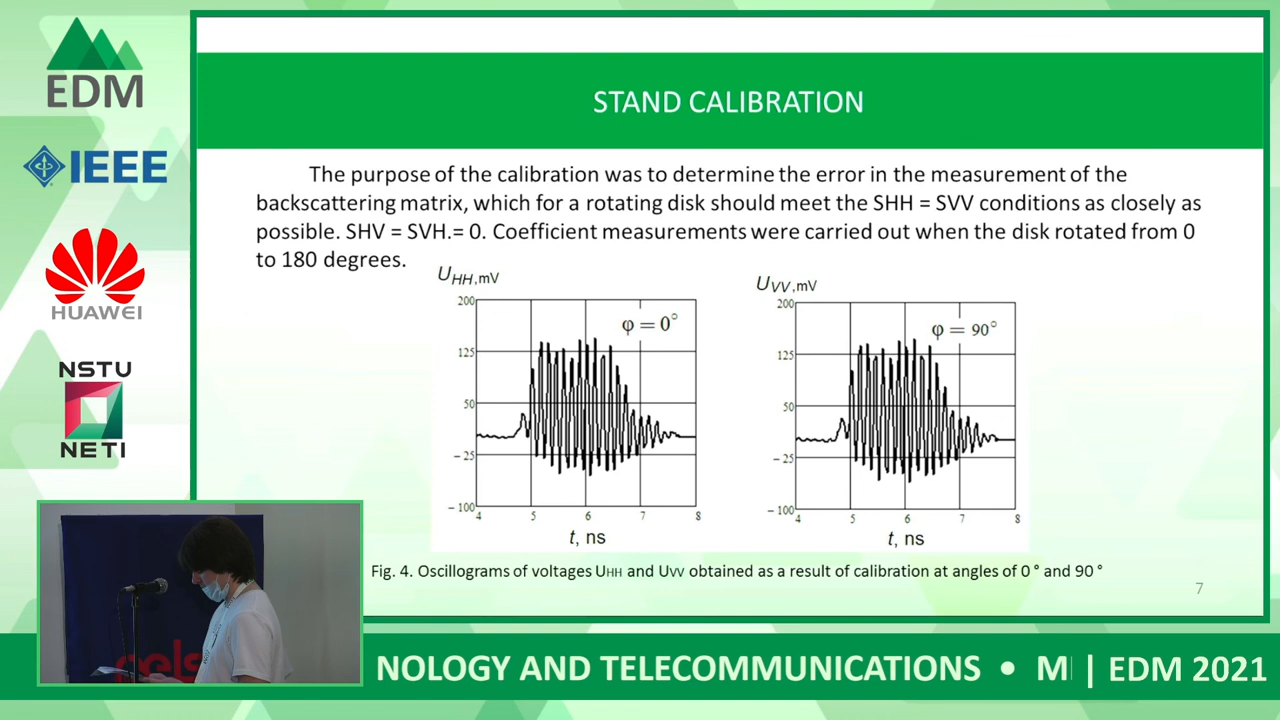 EDM
IEEE
HUAWEI
NSTU
NETI
STAND CALIBRATION
The purpose of the calibration was to determine the error in the measurement of the
backscattering matrix, which for a rotating disk should meet the SHH = SVV conditions as closely as
possible. SHV = SVH.= 0. Coefficient measurements were carried out when the disk rotated from 0
to 180 degrees.
UHH,mV
200
125
50
−25
−100
4 5 6 7 8
φ = 0°
t, ns
UVV,mV
200
125
50
−25
−100
4 5 6 7 8
φ = 90°
t, ns
Fig. 4. Oscillograms of voltages UHH and UVV obtained as a result of calibration at angles of 0 ° and 90 °
7
NOLOGY AND TELECOMMUNICATIONS • M | EDM 2021